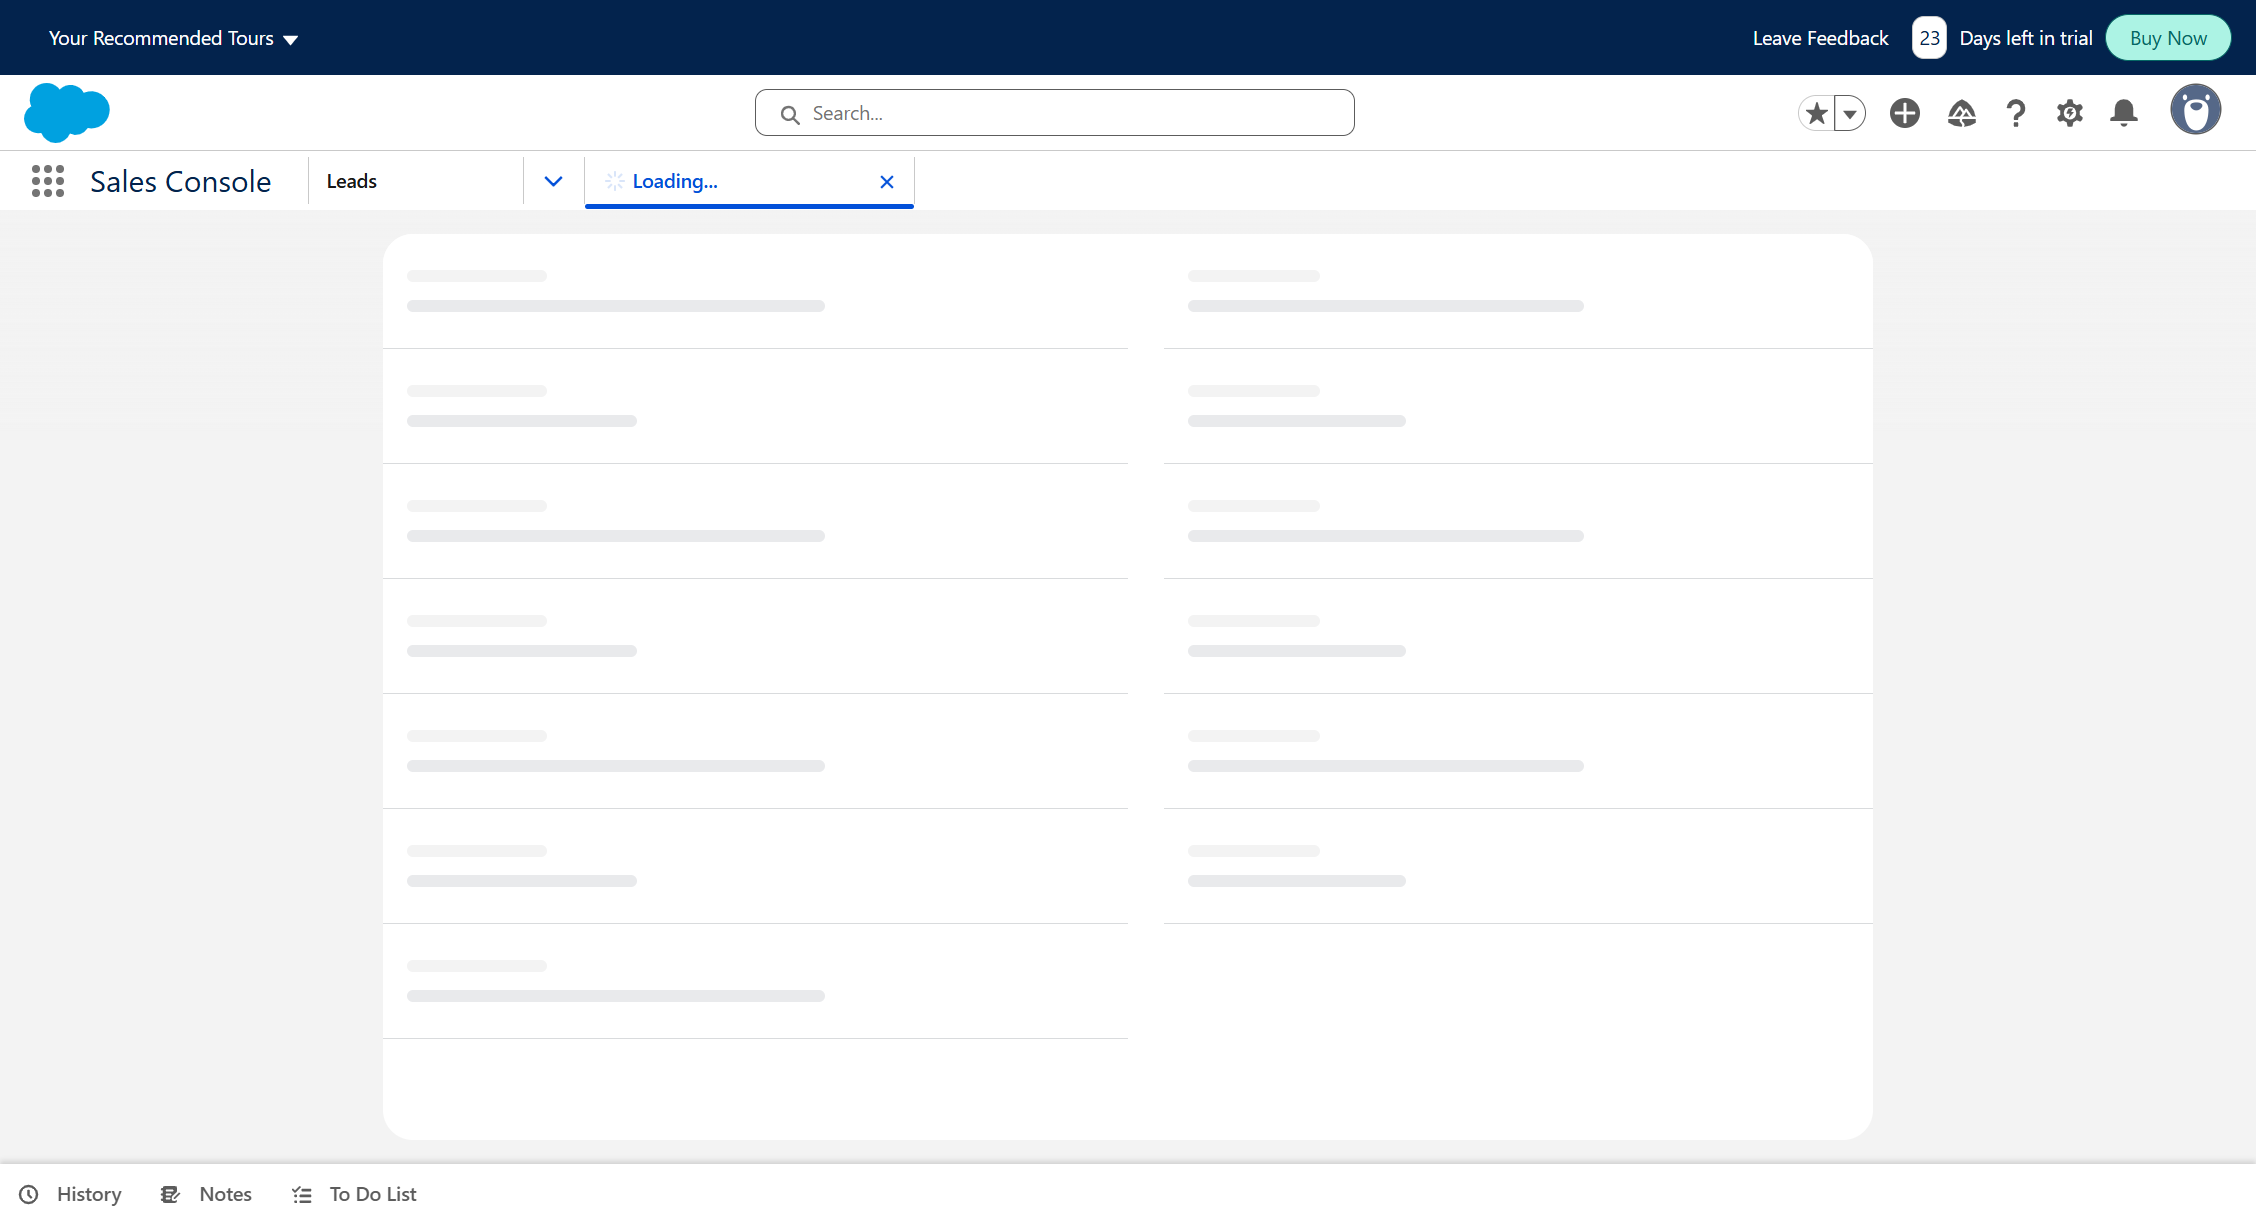 Your Recommended Tours
Leave Feedback 23 Days left in trial Buy Now
Search...
Sales Console Leads Loading...
History Notes To Do List